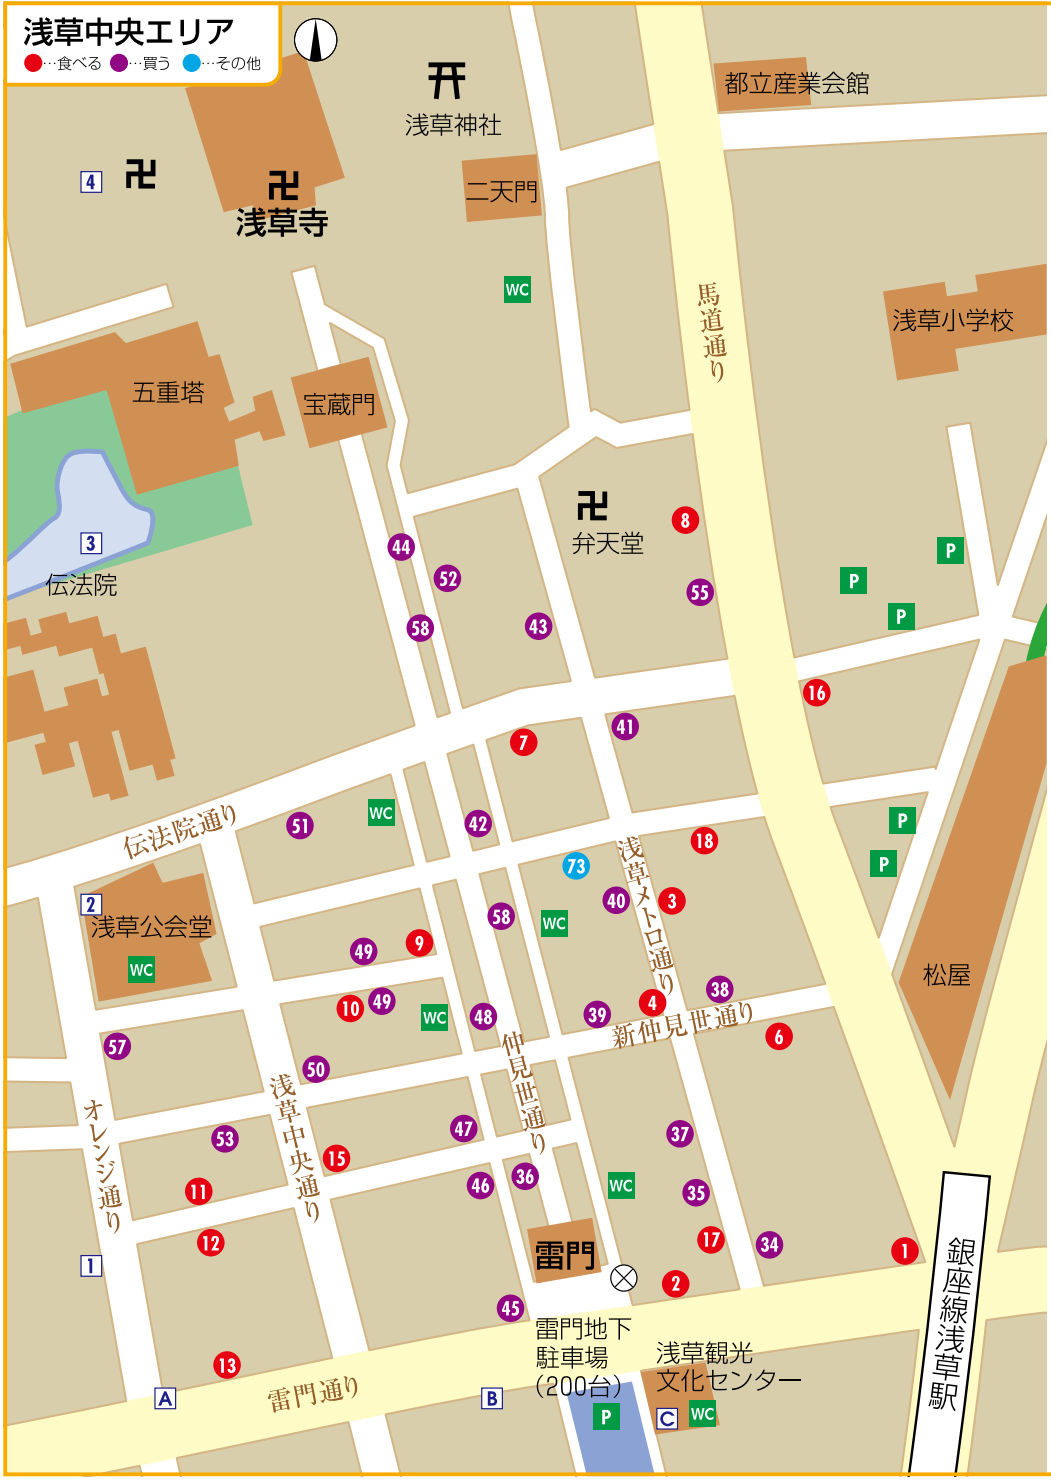 浅草中央エリア
●…食べる ●…買う ●…その他
都立産業会館
浅草神社
4
二天門
浅草寺
WC
馬道通り
浅草小学校
五重塔
宝蔵門
8
3
弁天堂
44
P
52
P
伝法院
55
P
58
43
16
41
7
伝法院通り
51
WC
42
P
18
浅草メトロ通り
73
P
2
40
3
58
浅草公会堂
WC
9
49
WC
松屋
38
49
10
4
WC
48
39
新仲見世通り
6
57
仲見世通り
50
浅草中央通り
オレンジ通り
47
37
53
15
36
46
WC
11
35
17
12
34
1
1
銀座線浅草駅
雷門
2
45
雷門地下
駐車場
(200台)
浅草観光
文化センター
13
雷門通り
A
B
P
C
WC